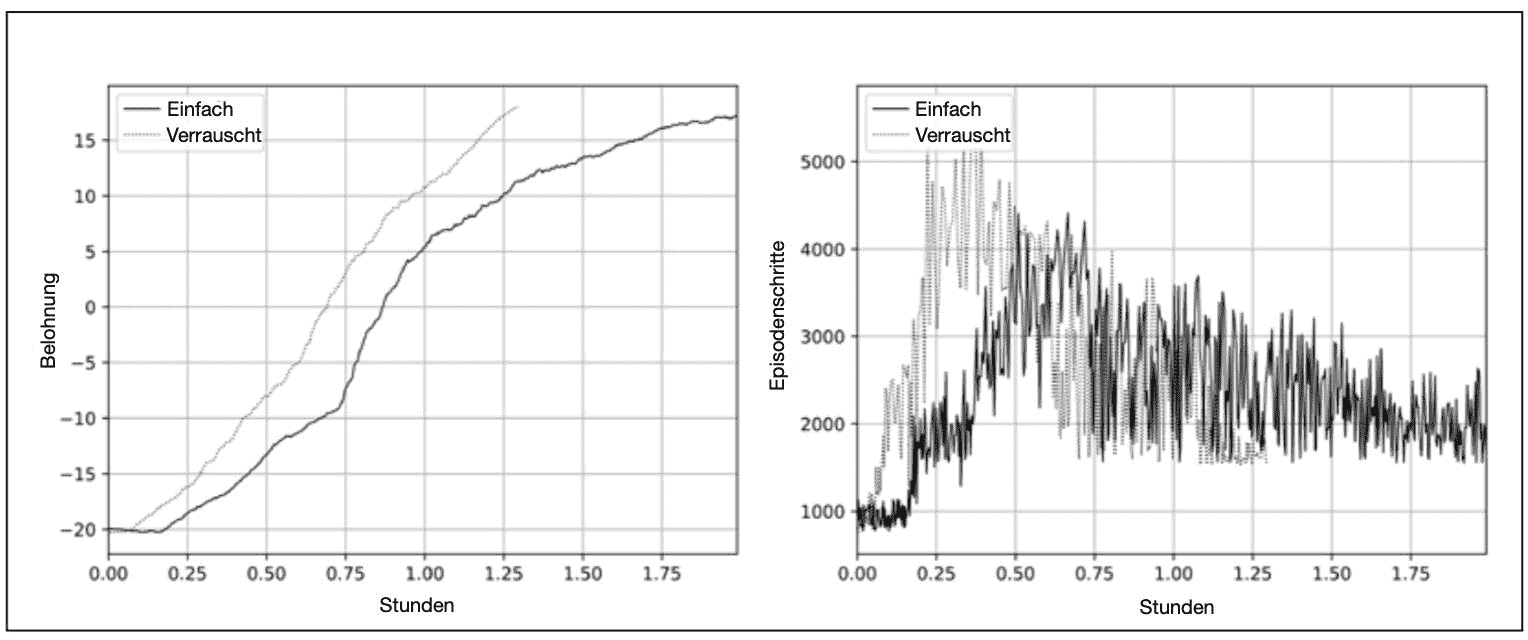 Einfach
Verrauscht
15
10
5
0
−5
−10
−15
−20
Belohnung
0.00 0.25 0.50 0.75 1.00 1.25 1.50 1.75
Stunden
Einfach
Verrauscht
5000
4000
3000
2000
1000
Episodenschritte
0.00 0.25 0.50 0.75 1.00 1.25 1.50 1.75
Stunden